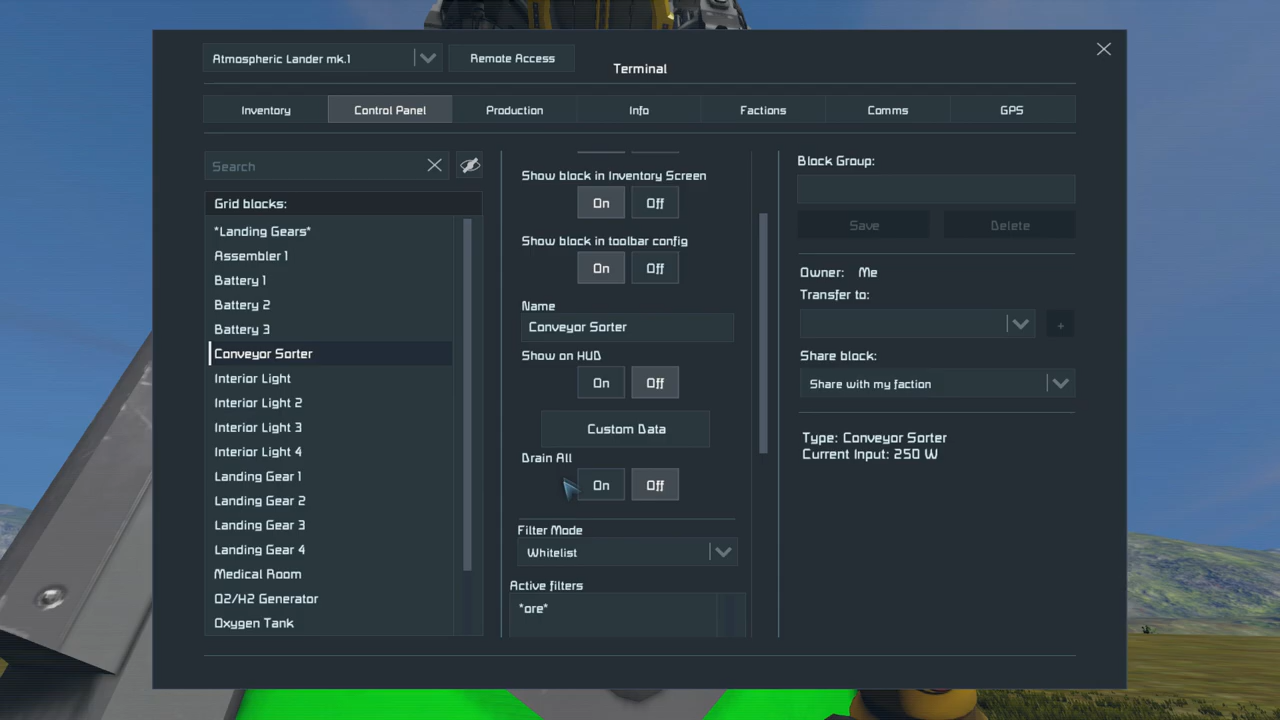 Atmospheric Lander mk.1
Remote Access
Terminal
Inventory
Control Panel
Production
Info
Factions
Comms
GPS
Search
Grid blocks:
*Landing Gears*
Assembler 1
Battery 1
Battery 2
Battery 3
Conveyor Sorter
Interior Light
Interior Light 2
Interior Light 3
Interior Light 4
Landing Gear 1
Landing Gear 2
Landing Gear 3
Landing Gear 4
Medical Room
O2/H2 Generator
Oxygen Tank
Show block in Inventory Screen
On Off
Show block in toolbar config
On Off
Name
Conveyor Sorter
Show on HUD
On Off
Custom Data
Drain All
On Off
Filter Mode
Whitelist
Active filters
*ore*
Block Group:
Save Delete
Owner: Me
Transfer to:
+
Share block:
Share with my faction
Type: Conveyor Sorter
Current Input: 250 W